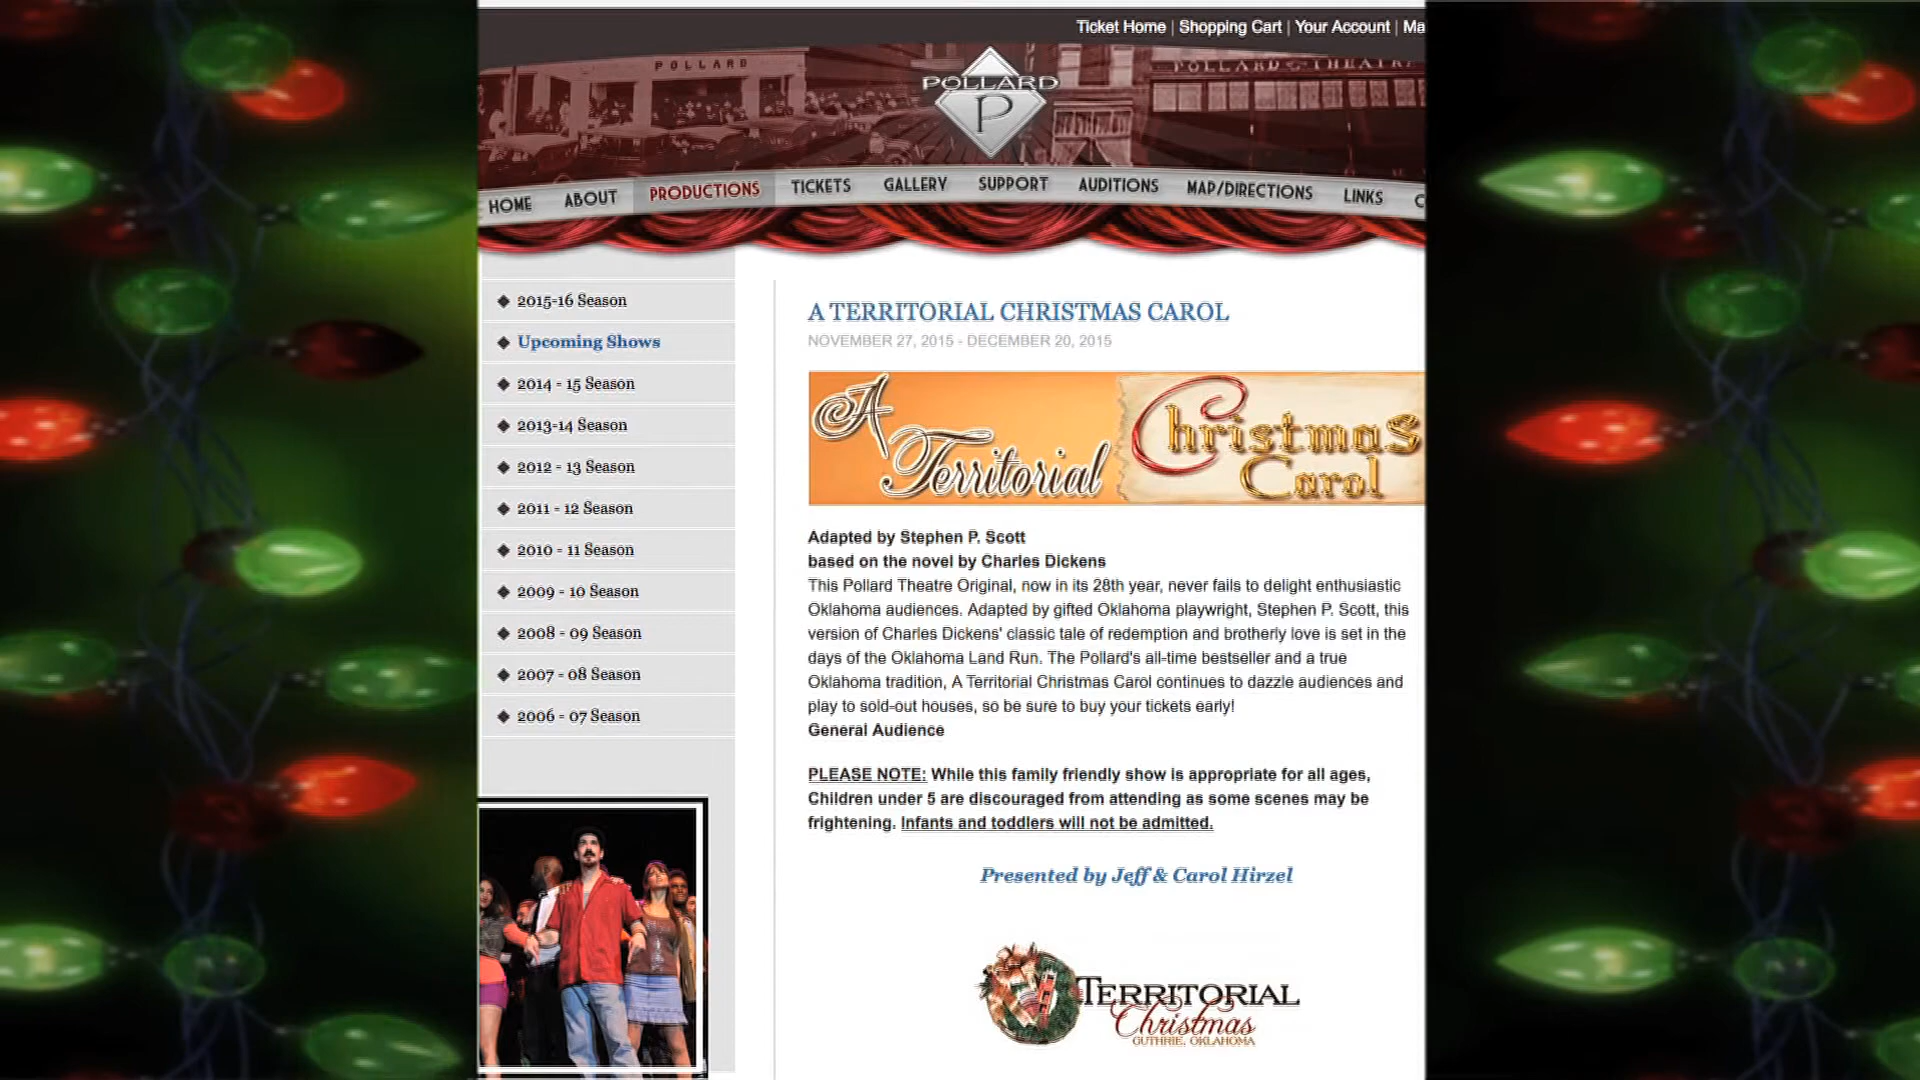 Ticket Home | Shopping Cart | Your Account | Ma
POLLARD
POLLARD
P
POLLARD THEATR
HOME ABOUT PRODUCTIONS TICKETS GALLERY SUPPORT AUDITIONS MAP/DIRECTIONS LINKS C
2015-16 Season
Upcoming Shows
2014 - 15 Season
2013-14 Season
2012 - 13 Season
2011 - 12 Season
2010 - 11 Season
2009 - 10 Season
2008 - 09 Season
2007 - 08 Season
2006 - 07 Season
A TERRITORIAL CHRISTMAS CAROL
NOVEMBER 27, 2015 - DECEMBER 20, 2015
A Territorial Christmas Carol
Adapted by Stephen P. Scott
based on the novel by Charles Dickens
This Pollard Theatre Original, now in its 28th year, never fails to delight enthusiastic
Oklahoma audiences. Adapted by gifted Oklahoma playwright, Stephen P. Scott, this
version of Charles Dickens' classic tale of redemption and brotherly love is set in the
days of the Oklahoma Land Run. The Pollard's all-time bestseller and a true
Oklahoma tradition, A Territorial Christmas Carol continues to dazzle audiences and
play to sold-out houses, so be sure to buy your tickets early!
General Audience
PLEASE NOTE: While this family friendly show is appropriate for all ages,
Children under 5 are discouraged from attending as some scenes may be
frightening. Infants and toddlers will not be admitted.
Presented by Jeff & Carol Hirzel
TERRITORIAL
Christmas
GUTHRIE, OKLAHOMA